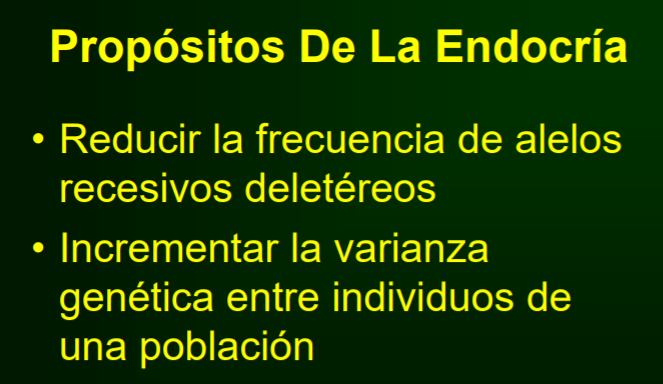 Propósitos De La Endocría
• Reducir la frecuencia de alelos
recesivos deletéreos
• Incrementar la varianza
genética entre individuos de
una población